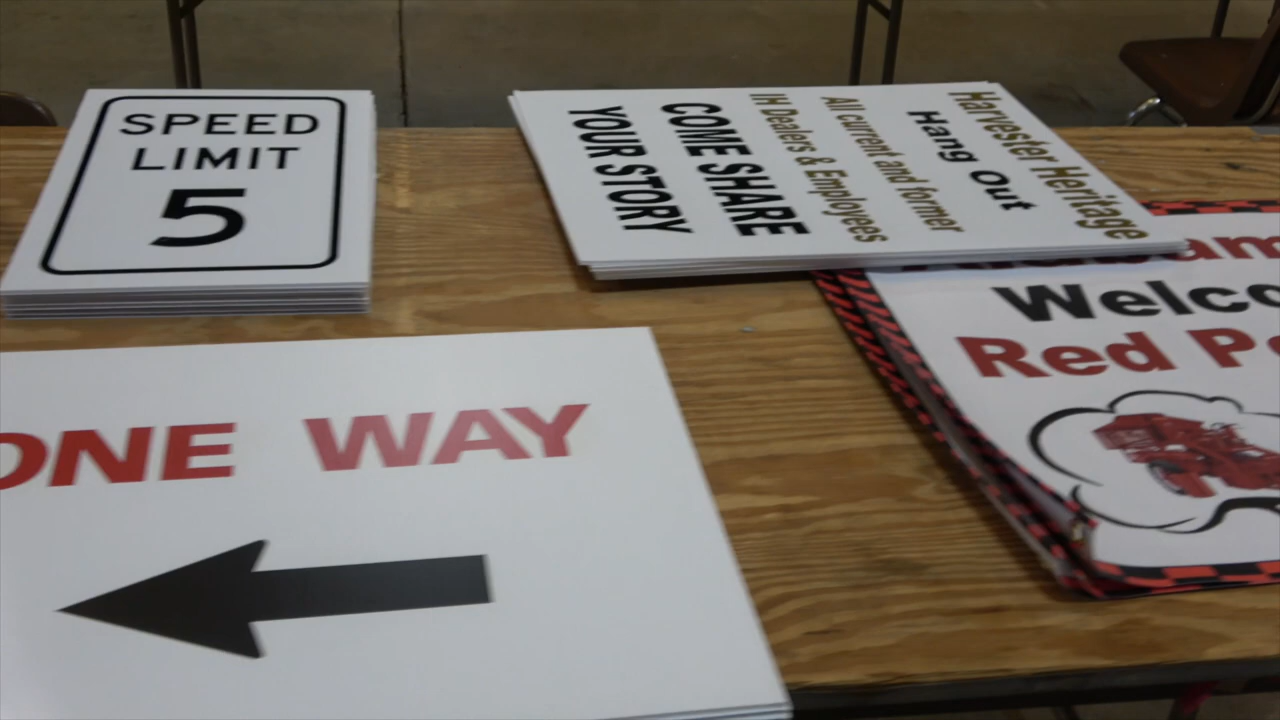 SPEED
LIMIT
5
Harvester Heritage
Hang Out
All current and former
IH Dealers & Employees
COME SHARE
YOUR STORY
ONE WAY
Red